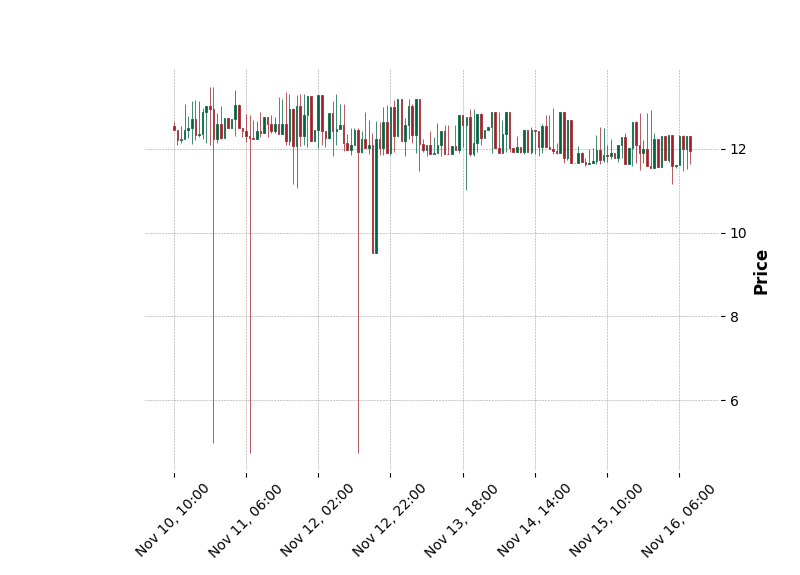 12
10
8
6
Price
Nov 10, 10:00
Nov 11, 06:00
Nov 12, 02:00
Nov 12, 22:00
Nov 13, 18:00
Nov 14, 14:00
Nov 15, 10:00
Nov 16, 06:00